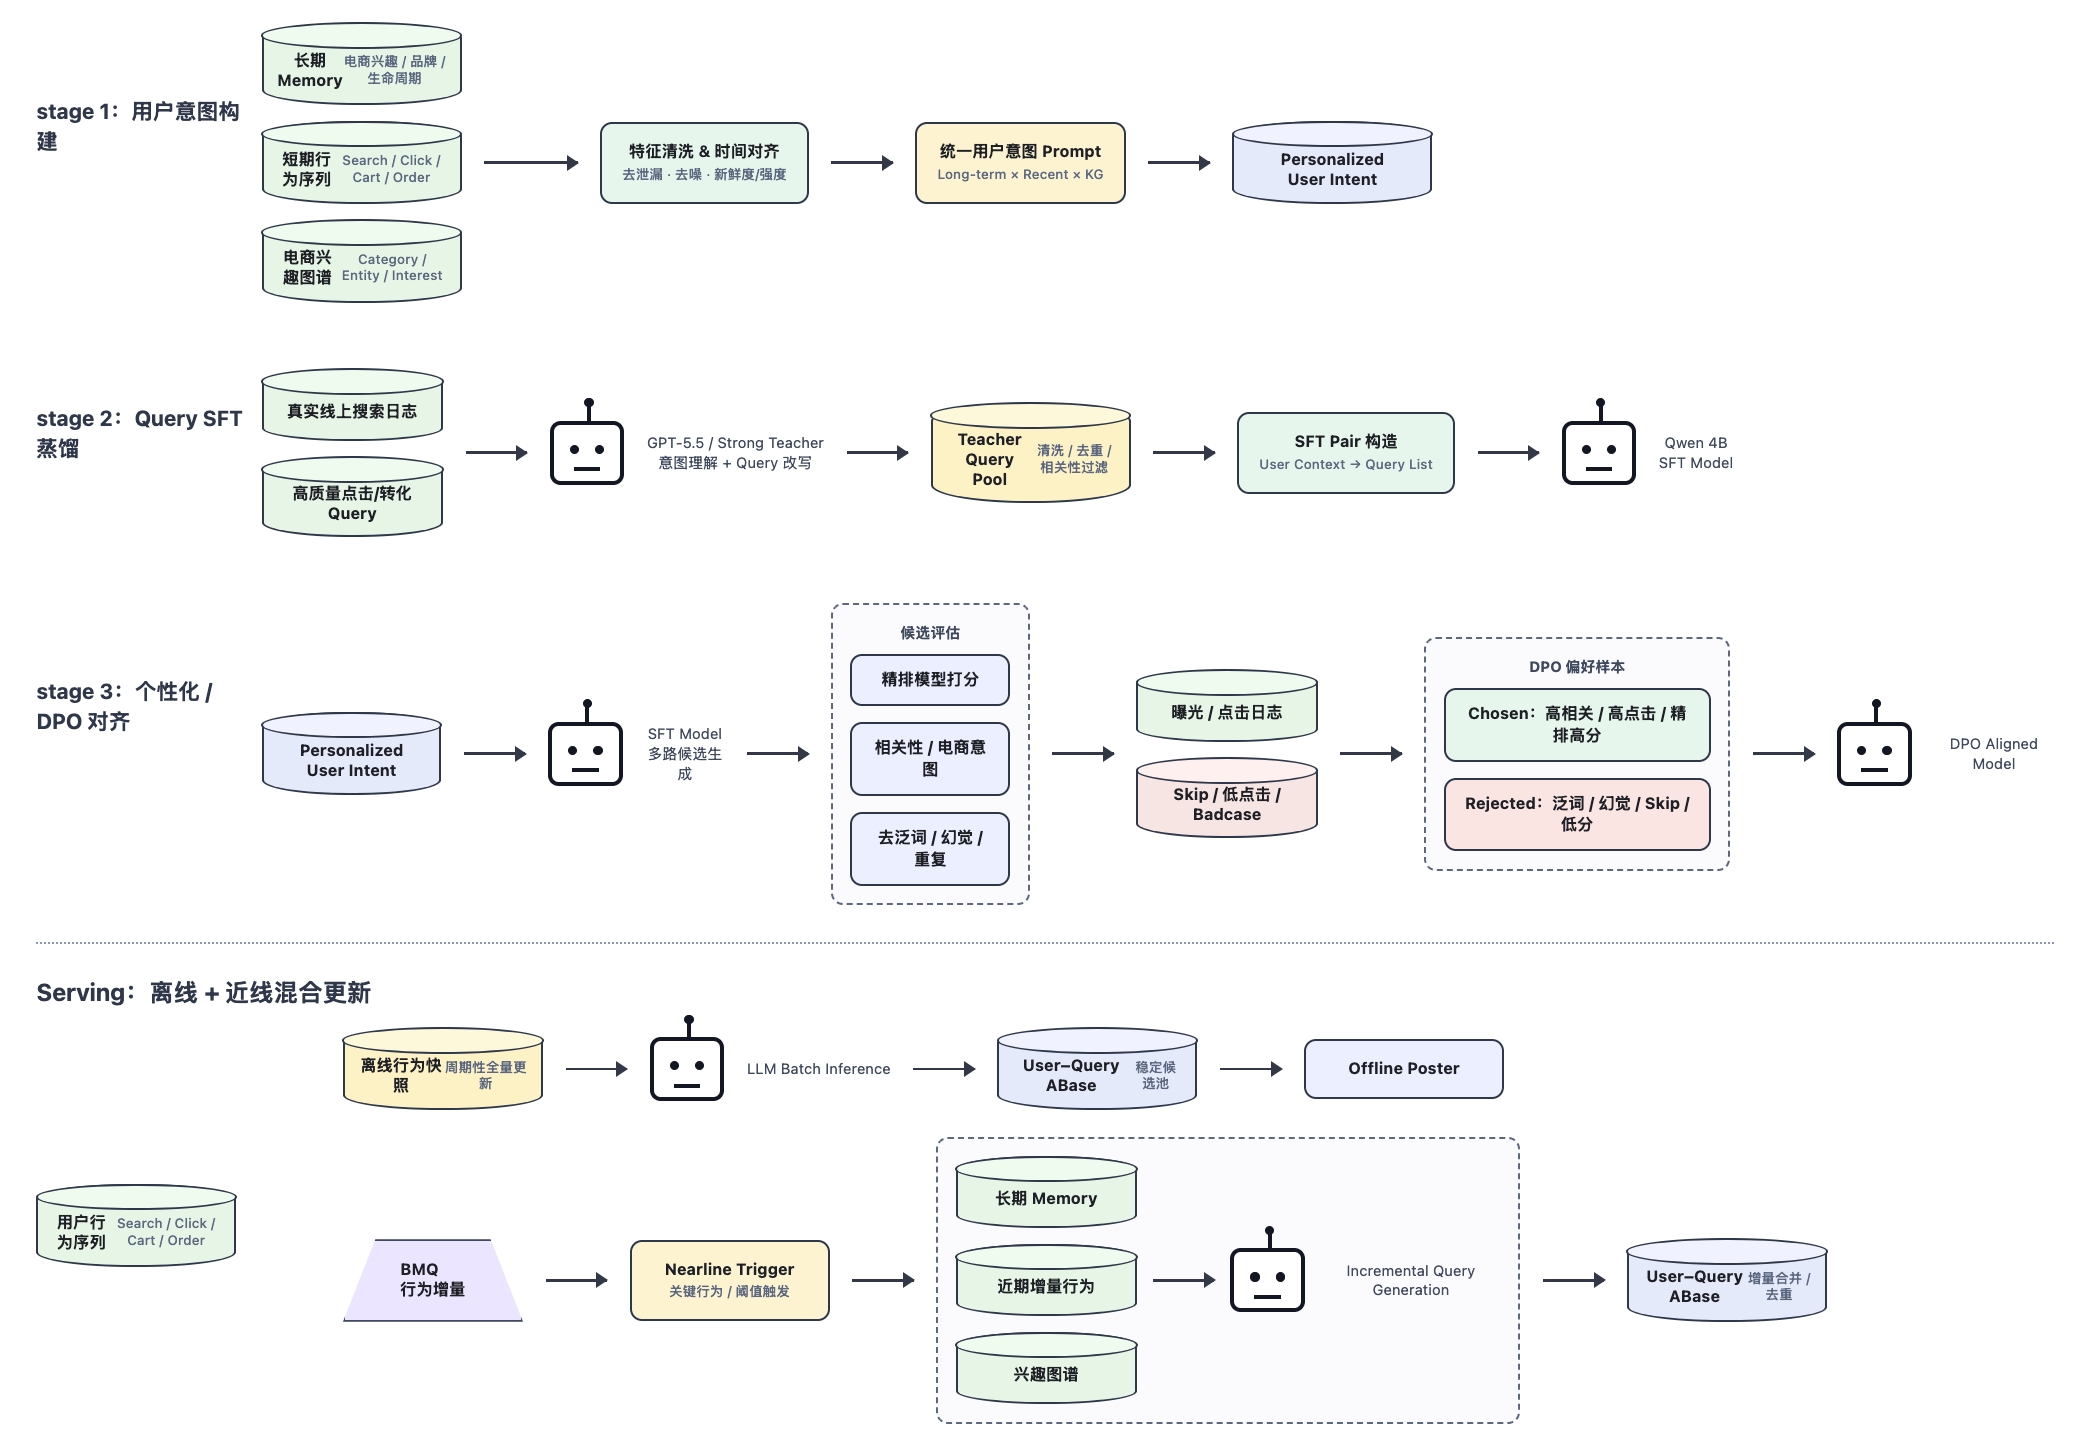 stage 1：用户意图构
建
长期
Memory
电商兴趣 / 品牌 /
生命周期
短期行
为序列
Search / Click /
Cart / Order
电商兴
趣图谱
Category /
Entity / Interest
特征清洗 & 时间对齐
去泄漏 · 去噪 · 新鲜度/强度
统一用户意图 Prompt
Long-term × Recent × KG
Personalized
User Intent
stage 2：Query SFT
蒸馏
真实线上搜索日志
高质量点击/转化
Query
GPT-5.5 / Strong Teacher
意图理解 + Query 改写
Teacher
Query
Pool
清洗 / 去重 /
相关性过滤
SFT Pair 构造
User Context → Query List
Qwen 4B
SFT Model
stage 3：个性化 /
DPO 对齐
Personalized
User Intent
SFT Model
多路候选生
成
候选评估
精排模型打分
相关性 / 电商意
图
去泛词 / 幻觉 /
重复
曝光 / 点击日志
Skip / 低点击 /
Badcase
DPO 偏好样本
Chosen：高相关 / 高点击 / 精
排高分
Rejected：泛词 / 幻觉 / Skip /
低分
DPO Aligned
Model
Serving：离线 + 近线混合更新
离线行为快
照
周期性全量更
新
LLM Batch Inference
User–Query
ABase
稳定候
选池
Offline Poster
用户行
为序列
Search / Click /
Cart / Order
BMQ
行为增量
Nearline Trigger
关键行为 / 阈值触发
长期 Memory
近期增量行为
兴趣图谱
Incremental Query
Generation
User–Query
ABase
增量合并 /
去重